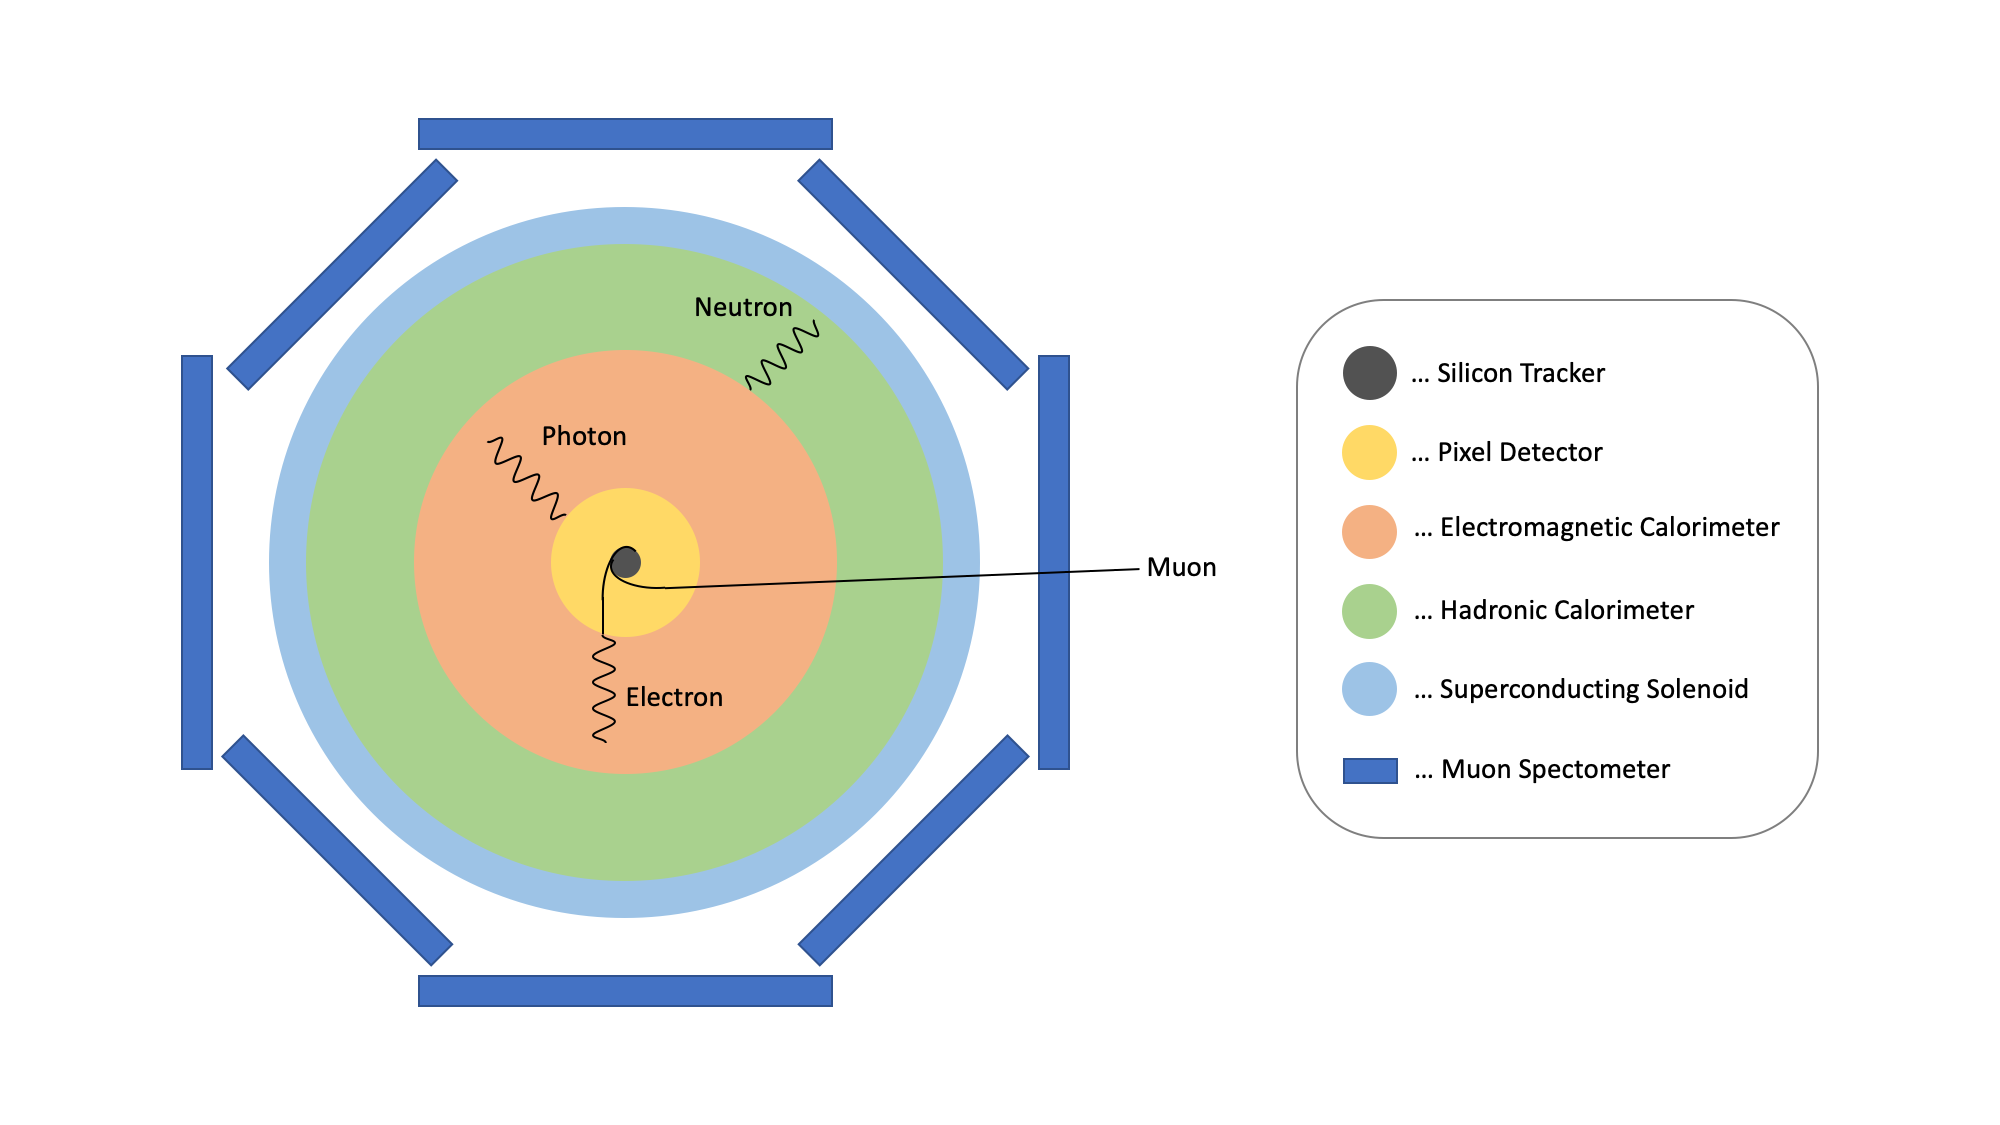 Neutron
Photon
Muon
Electron
... Silicon Tracker
... Pixel Detector
... Electromagnetic Calorimeter
... Hadronic Calorimeter
... Superconducting Solenoid
... Muon Spectometer